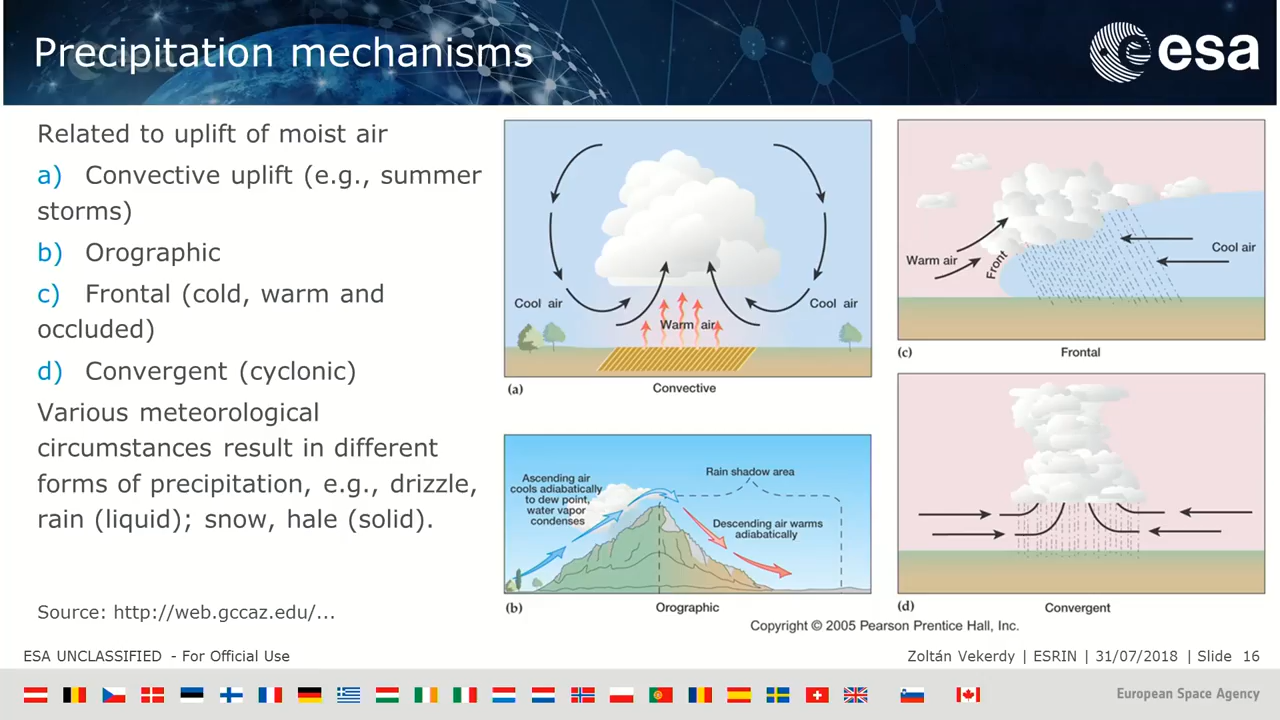 Precipitation mechanisms
esa
Related to uplift of moist air
a) Convective uplift (e.g., summer
storms)
b) Orographic
c) Frontal (cold, warm and
occluded)
d) Convergent (cyclonic)
Various meteorological
circumstances result in different
forms of precipitation, e.g., drizzle,
rain (liquid); snow, hale (solid).
Source: http://web.gccaz.edu/...
Cool air
Warm air
Cool air
(a)
Convective
Ascending air
cools adiabatically
to dew point,
water vapor
condenses
Rain shadow area
Descending air warms
adiabatically
(b)
Orographic
Warm air
Front
Cool air
(c)
Frontal
(d)
Convergent
Copyright © 2005 Pearson Prentice Hall, Inc.
ESA UNCLASSIFIED - For Official Use
Zoltán Vekerdy | ESRIN | 31/07/2018 | Slide 16
European Space Agency